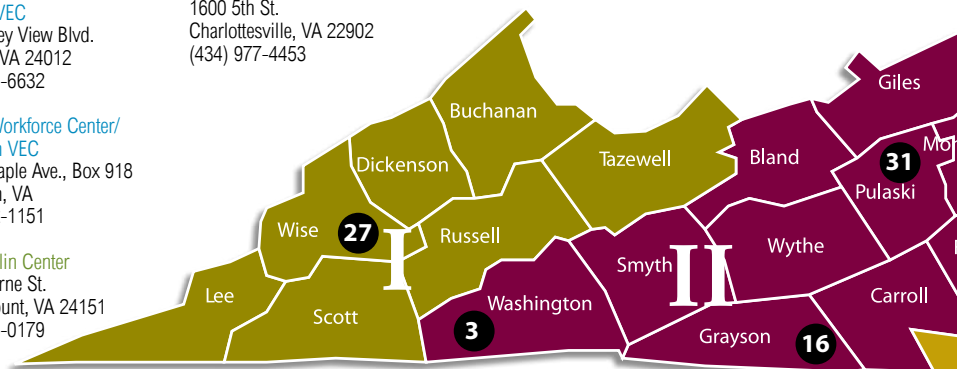 VEC
ey View Blvd.
VA 24012
-6632
Workforce Center/
VEC
aple Ave., Box 918
, VA
-1151
lin Center
rne St.
ount, VA 24151
-0179
1600 5th St.
Charlottesville, VA 22902
(434) 977-4453
Giles
Buchanan
Dickenson
Tazewell
Bland
31
Mo
Pulaski
Wise
27
I
Russell
Wythe
Smyth
II
Lee
Washington
Carroll
Scott
3
Grayson
16